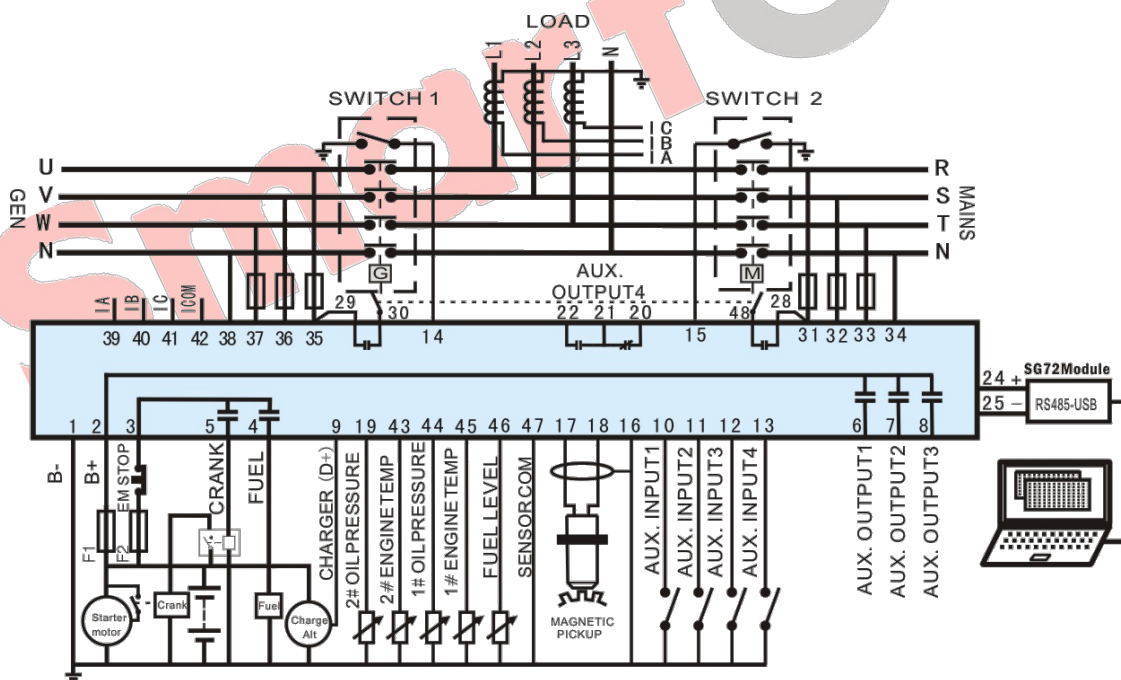 Smart
LOAD
L1
L2
L3
N
SWITCH 1
SWITCH 2
IC
IB
IA
GEN
U
V
W
N
R
S
T
N
MAINS
G
M
AUX.
OUTPUT4
IA
IB
IC
ICOM
29
30
22
21
20
48
28
39
40
41
42
38
37
36
35
14
15
31
32
33
34
24 +
25 −
SG72Module
RS485-USB
1
2
3
5
4
9
19
43
44
45
46
47
17
18
16
10
11
12
13
6
7
8
B-
B+
EM STOP
CRANK
FUEL
CHARGER (D+)
2# OILPRESSURE
2# ENGINETEMP
1# OILPRESSURE
1# ENGINETEMP
FUEL LEVEL
SENSORCOM
AUX. INPUT1
AUX. INPUT2
AUX. INPUT3
AUX. INPUT4
AUX. OUTPUT1
AUX. OUTPUT2
AUX. OUTPUT3
F1
F2
Starter
motor
Crank
Fuel
Charge
Alt
MAGNETIC
PICKUP